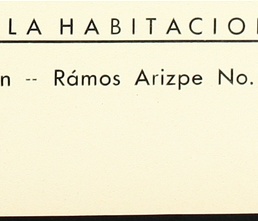 LA HABITACIO
n -- Rámos Arizpe No.